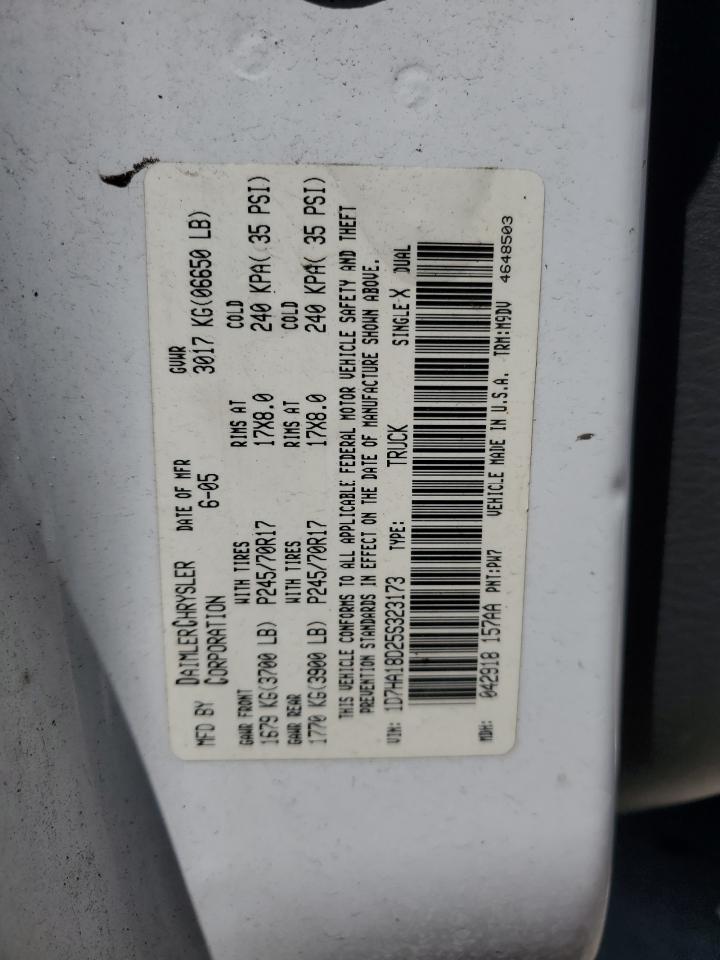 MFD BY DAIMLERCHRYSLER CORPORATION DATE OF MFR 6-05 GVWR 3017 KG(06650 LB)
GAWR FRONT WITH TIRES RIMS AT COLD
1679 KG(3700 LB) P245/70R17 17X8.0 240 KPA( 35 PSI)
GAWR REAR WITH TIRES RIMS AT COLD
1770 KG(3900 LB) P245/70R17 17X8.0 240 KPA( 35 PSI)
THIS VEHICLE CONFORMS TO ALL APPLICABLE FEDERAL MOTOR VEHICLE SAFETY AND THEFT
PREVENTION STANDARDS IN EFFECT ON THE DATE OF MANUFACTURE SHOWN ABOVE.
VIN: 1D7HA18D25S323173 TYPE: TRUCK SINGLE X DUAL
MDH: 042918 157AA PNT:PW7 VEHICLE MADE IN U.S.A. TRM:M9DV 4648503